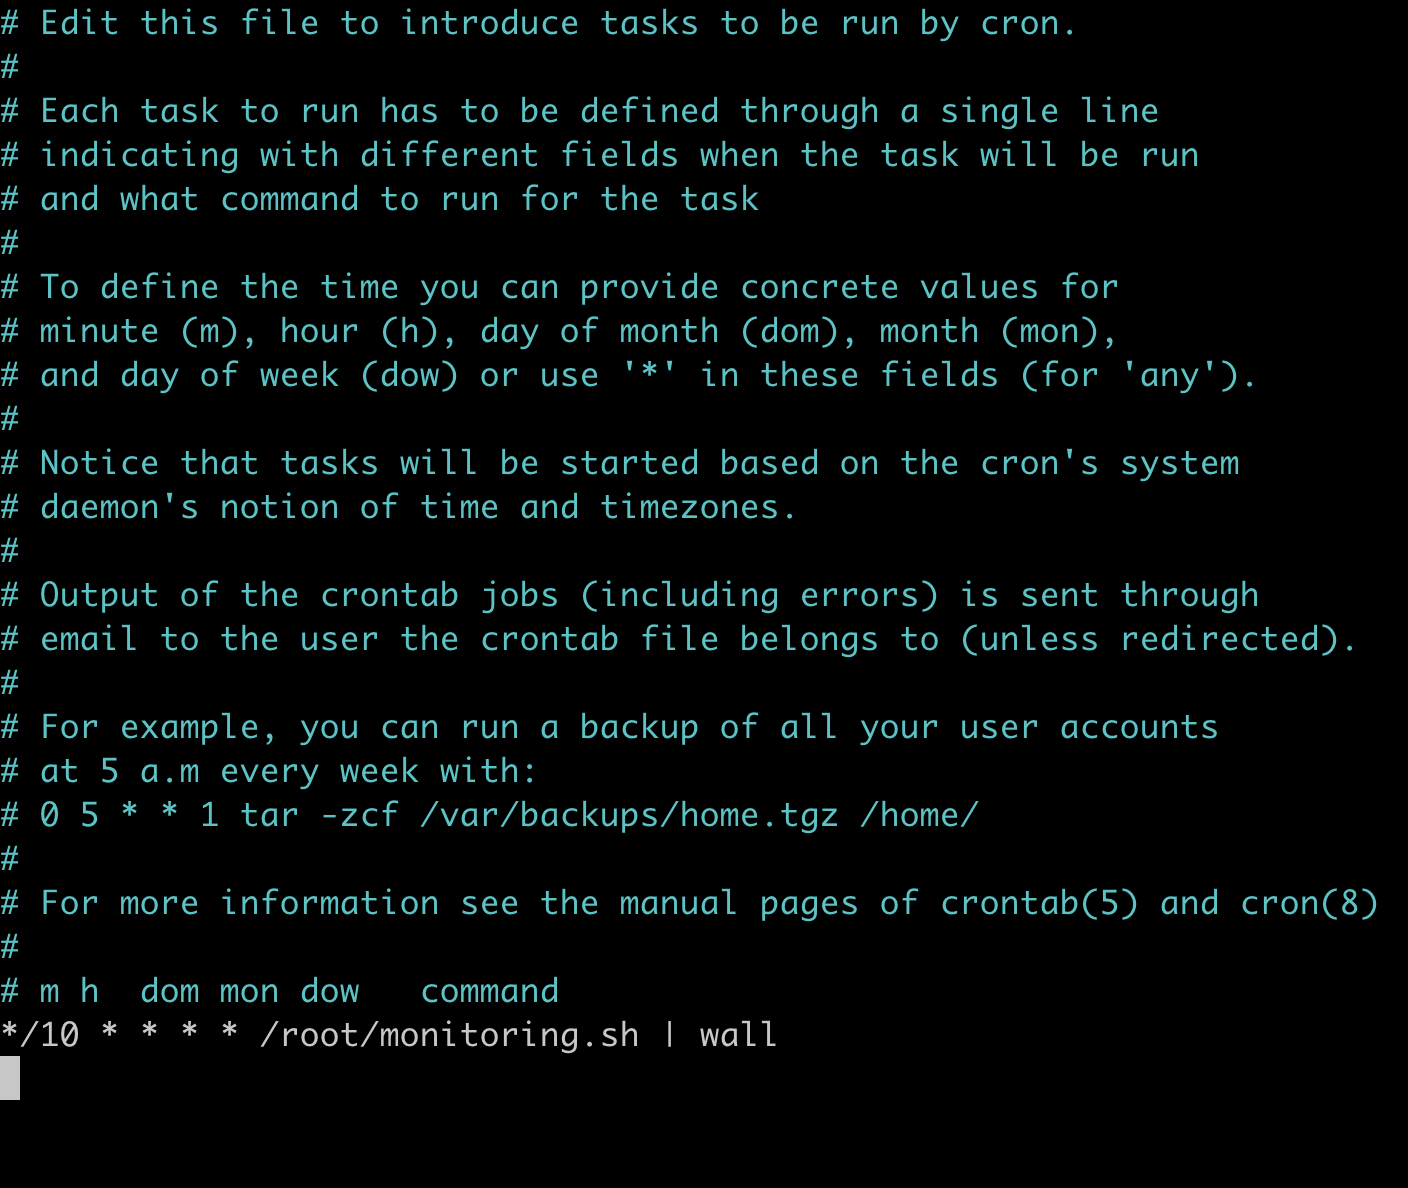 # Edit this file to introduce tasks to be run by cron.
#
# Each task to run has to be defined through a single line
# indicating with different fields when the task will be run
# and what command to run for the task
#
# To define the time you can provide concrete values for
# minute (m), hour (h), day of month (dom), month (mon),
# and day of week (dow) or use '*' in these fields (for 'any').
#
# Notice that tasks will be started based on the cron's system
# daemon's notion of time and timezones.
#
# Output of the crontab jobs (including errors) is sent through
# email to the user the crontab file belongs to (unless redirected).
#
# For example, you can run a backup of all your user accounts
# at 5 a.m every week with:
# 0 5 * * 1 tar -zcf /var/backups/home.tgz /home/
#
# For more information see the manual pages of crontab(5) and cron(8)
#
# m h  dom mon dow   command
*/10 * * * * /root/monitoring.sh | wall